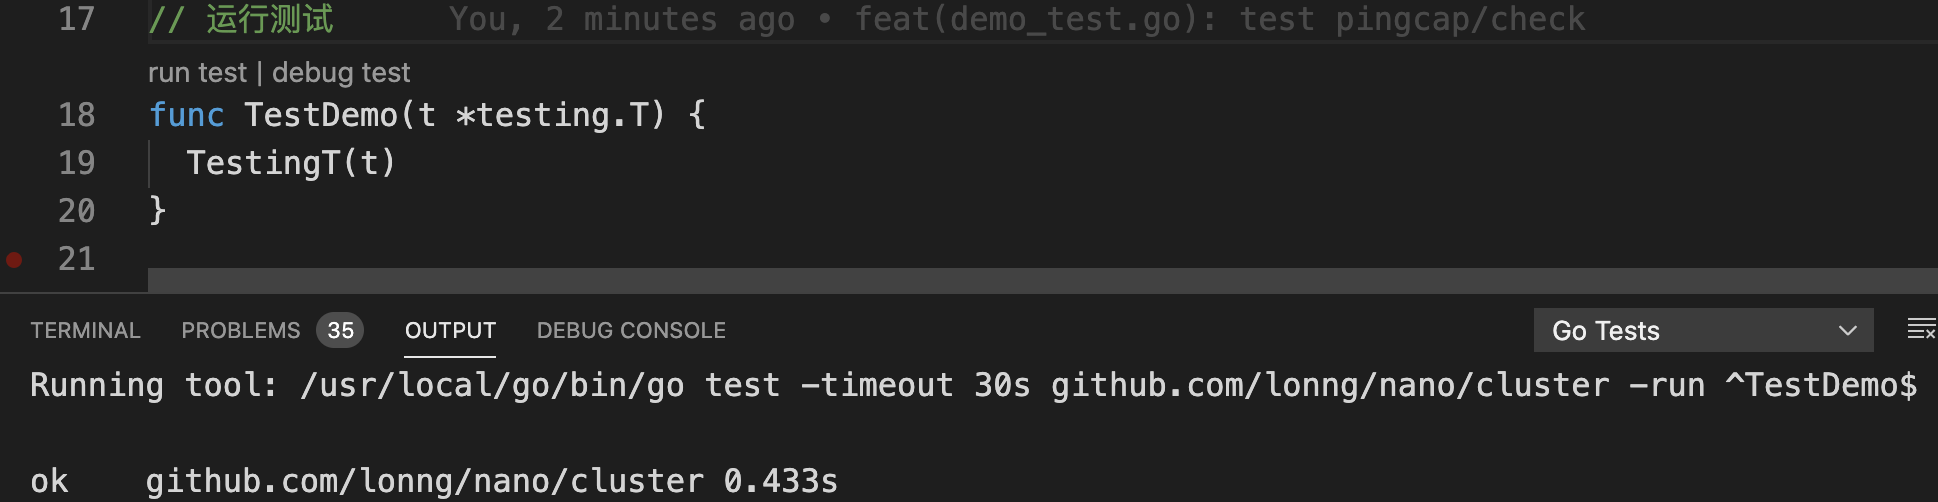 17 // 运行测试 You, 2 minutes ago • feat(demo_test.go): test pingcap/check
run test | debug test
18 func TestDemo(t *testing.T) {
19 TestingT(t)
20 }
21
TERMINAL PROBLEMS 35 OUTPUT DEBUG CONSOLE Go Tests
Running tool: /usr/local/go/bin/go test -timeout 30s github.com/lonng/nano/cluster -run ^TestDemo$
ok github.com/lonng/nano/cluster 0.433s